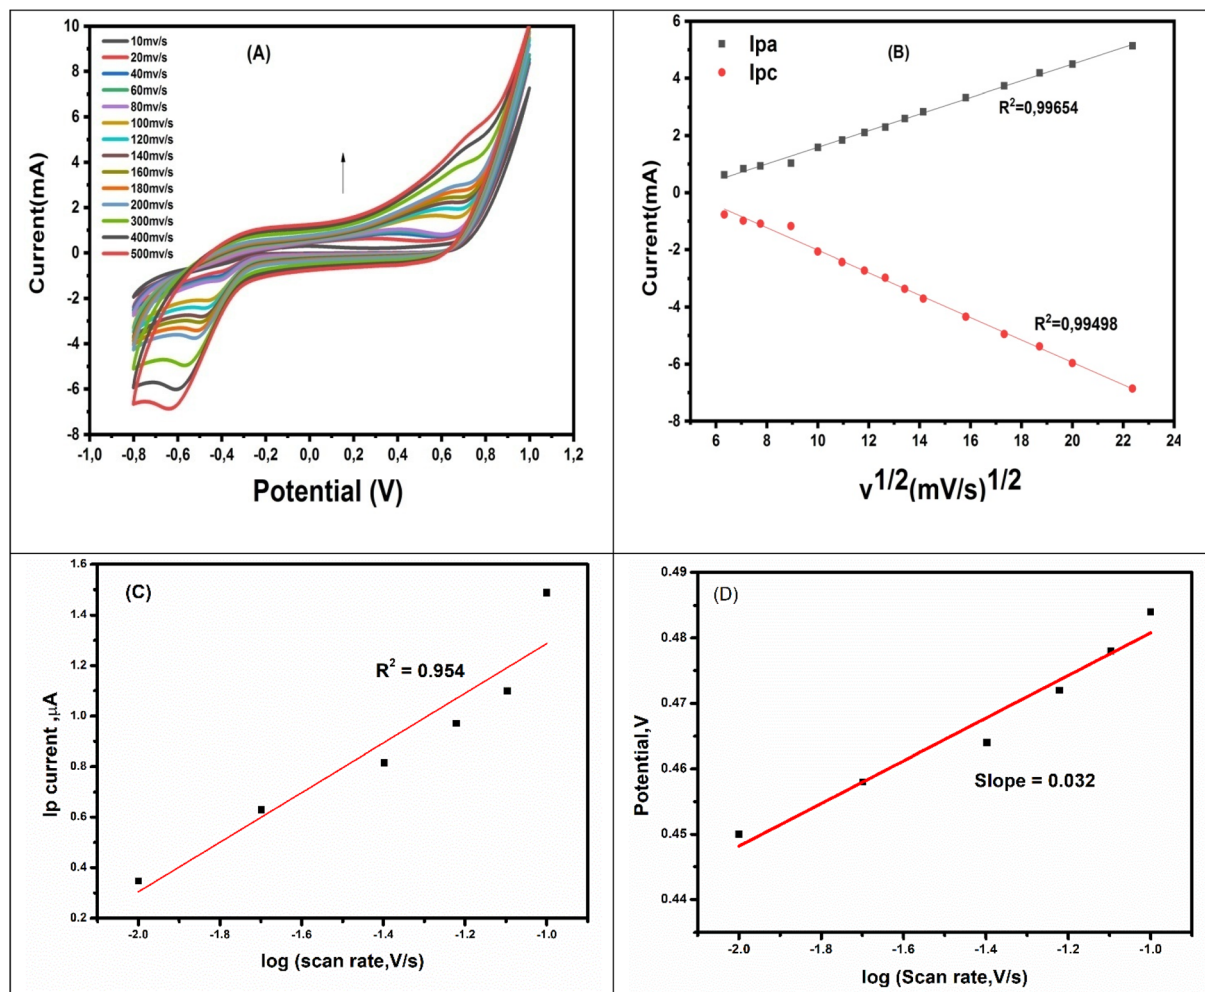 (A)
10mv/s
20mv/s
40mv/s
60mv/s
80mv/s
100mv/s
120mv/s
140mv/s
160mv/s
180mv/s
200mv/s
300mv/s
400mv/s
500mv/s
10
8
6
4
2
0
-2
-4
-6
-8
Current(mA)
-1,0 -0,8 -0,6 -0,4 -0,2 0,0 0,2 0,4 0,6 0,8 1,0 1,2
Potential (V)
(B)
Ipa
Ipc
R²=0,99654
R²=0,99498
6
4
2
0
-2
-4
-6
-8
Current(mA)
6 8 10 12 14 16 18 20 22 24
v^1/2(mV/s)^1/2
(C)
R² = 0.954
1.6
1.4
1.2
1.0
0.8
0.6
0.4
0.2
Ip current ,µA
-2.0 -1.8 -1.6 -1.4 -1.2 -1.0
log (scan rate,V/s)
(D)
Slope = 0.032
0.49
0.48
0.47
0.46
0.45
0.44
Potential,V
-2.0 -1.8 -1.6 -1.4 -1.2 -1.0
log (Scan rate,V/s)